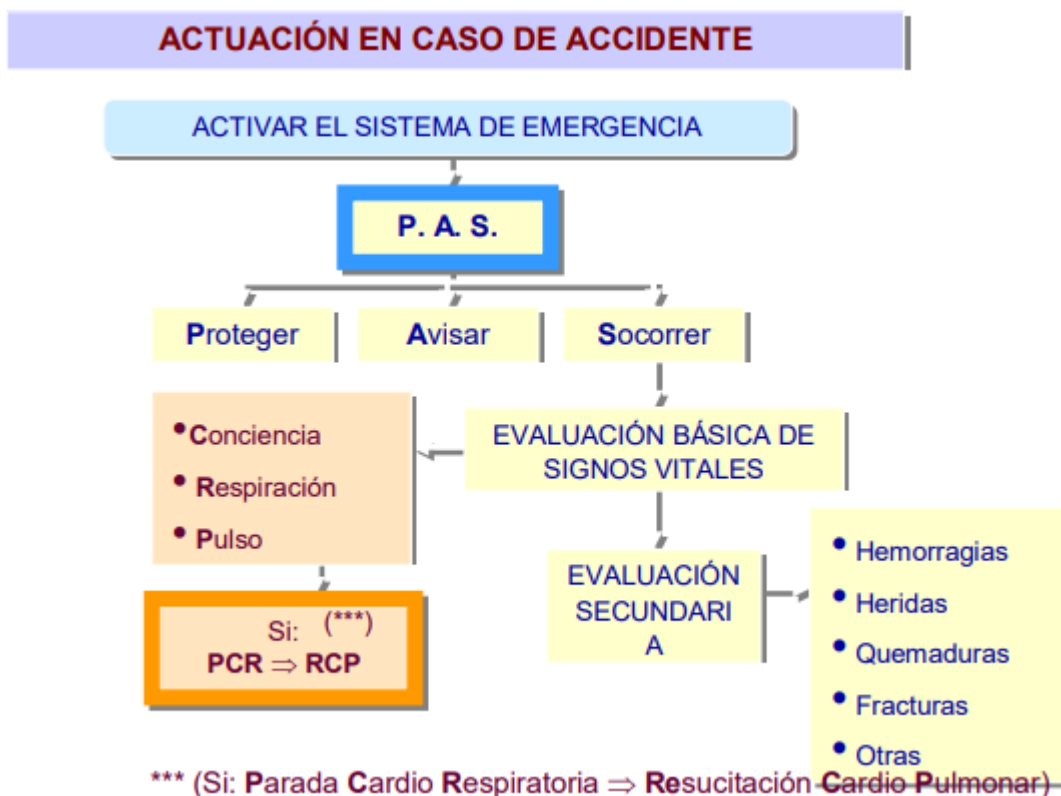 ACTUACIÓN EN CASO DE ACCIDENTE
ACTIVAR EL SISTEMA DE EMERGENCIA
P. A. S.
Proteger
Avisar
Socorrer
EVALUACIÓN BÁSICA DE
SIGNOS VITALES
• Conciencia
• Respiración
• Pulso
Si: (***)
PCR ⇒ RCP
EVALUACIÓN
SECUNDARI
A
• Hemorragias
• Heridas
• Quemaduras
• Fracturas
• Otras
*** (Si: Parada Cardio Respiratoria ⇒ Resucitación Cardio Pulmonar)